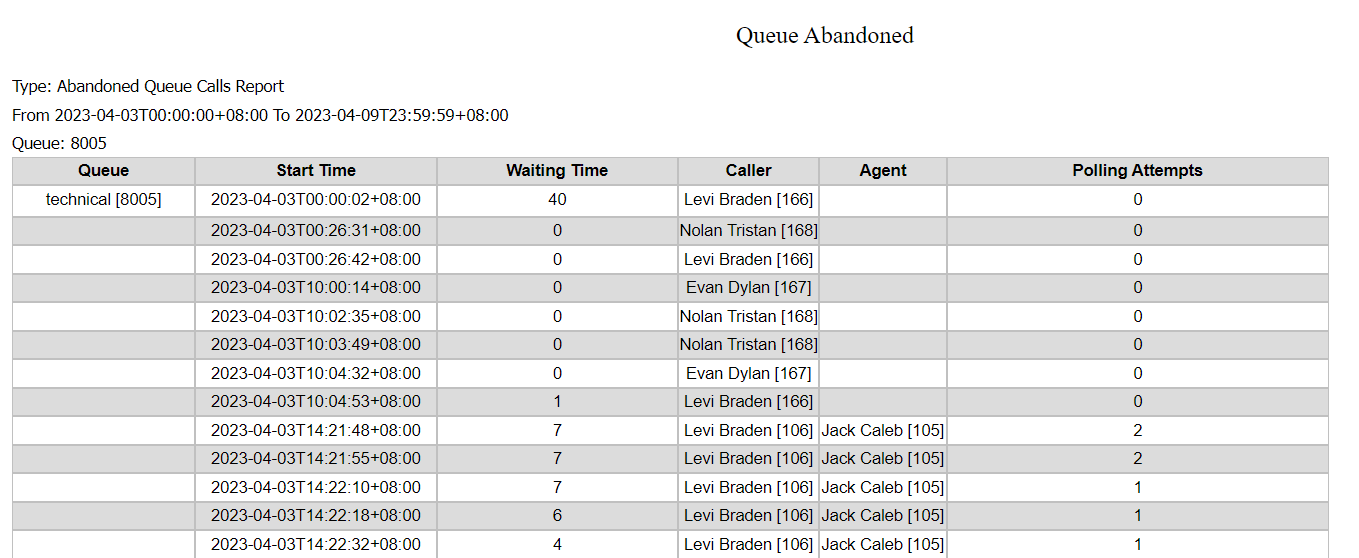 Queue Abandoned
Type: Abandoned Queue Calls Report
From 2023-04-03T00:00:00+08:00 To 2023-04-09T23:59:59+08:00
Queue: 8005
Queue Start Time Waiting Time Caller Agent Polling Attempts
technical [8005] 2023-04-03T00:00:02+08:00 40 Levi Braden [166] 0
2023-04-03T00:26:31+08:00 0 Nolan Tristan [168] 0
2023-04-03T00:26:42+08:00 0 Levi Braden [166] 0
2023-04-03T10:00:14+08:00 0 Evan Dylan [167] 0
2023-04-03T10:02:35+08:00 0 Nolan Tristan [168] 0
2023-04-03T10:03:49+08:00 0 Nolan Tristan [168] 0
2023-04-03T10:04:32+08:00 0 Evan Dylan [167] 0
2023-04-03T10:04:53+08:00 1 Levi Braden [166] 0
2023-04-03T14:21:48+08:00 7 Levi Braden [106] Jack Caleb [105] 2
2023-04-03T14:21:55+08:00 7 Levi Braden [106] Jack Caleb [105] 2
2023-04-03T14:22:10+08:00 7 Levi Braden [106] Jack Caleb [105] 1
2023-04-03T14:22:18+08:00 6 Levi Braden [106] Jack Caleb [105] 1
2023-04-03T14:22:32+08:00 4 Levi Braden [106] Jack Caleb [105] 1